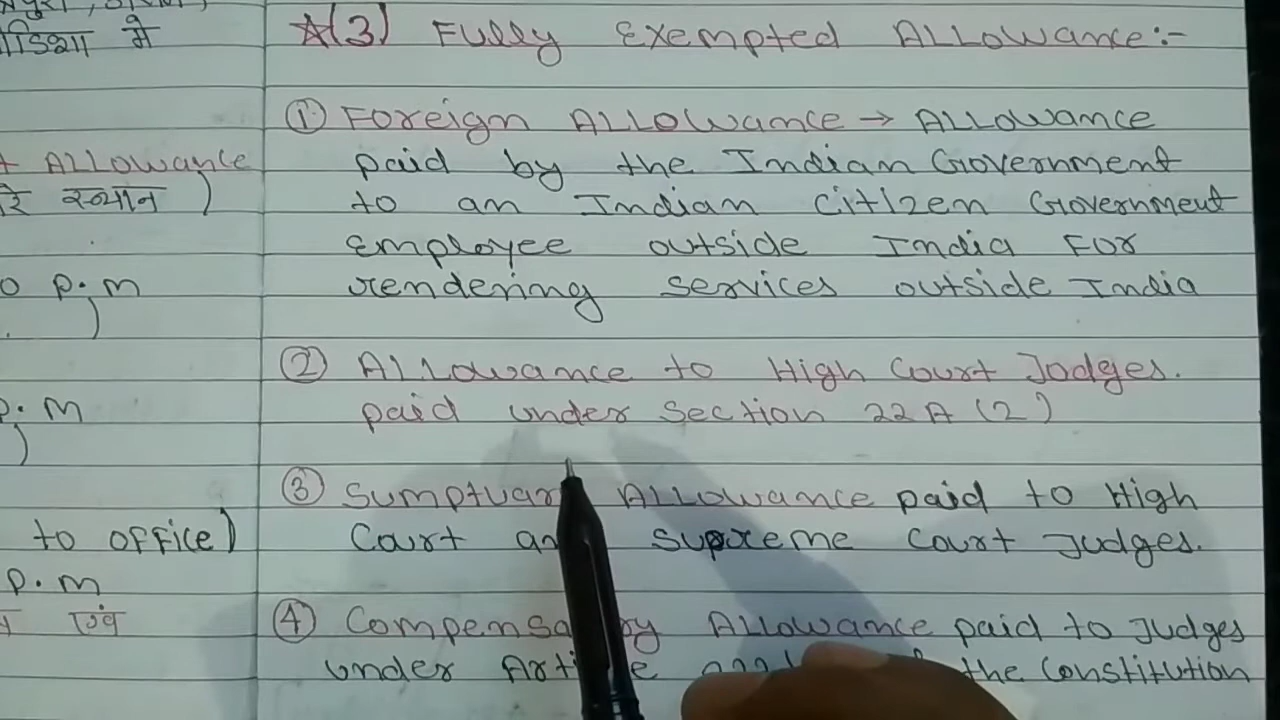 डिशा में
+ ALLOwance
रे स्थान )
0 P.m
)
P.m
)
to office)
P.m
एवं
☆(3) Fully Exempted ALLowance:-
① Foreign ALLowance → ALLowance
paid by the Indian Government
to an Indian Citizen Government
Employee outside India For
rendering services outside India
② ALLowance to High Court Judges.
paid under Section 22A (2)
③ Sumptuar ALLowance paid to High
Court an supreme Court Judges.
④ Compensa ry ALLowance paid to Judges
under the Constitution